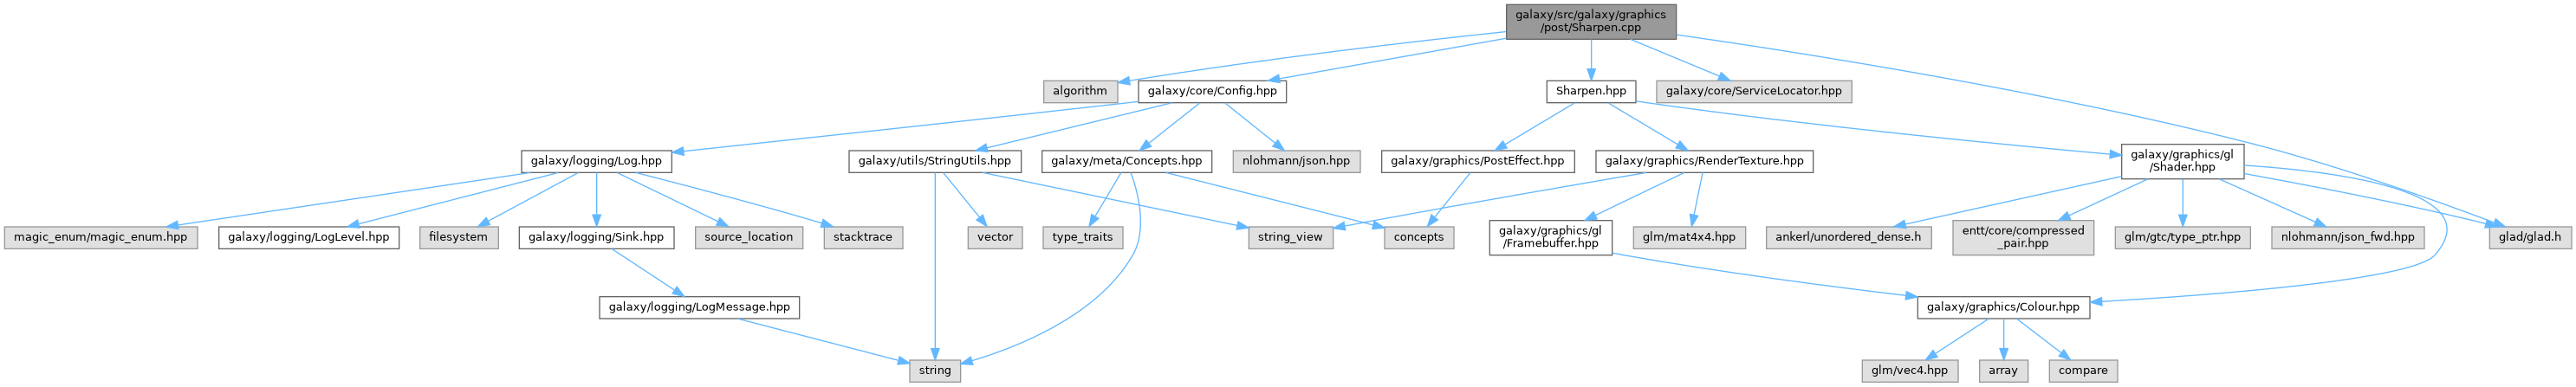 galaxy/src/galaxy/graphics
/post/Sharpen.cpp
algorithm
galaxy/core/Config.hpp
Sharpen.hpp
galaxy/core/ServiceLocator.hpp
galaxy/logging/Log.hpp
galaxy/utils/StringUtils.hpp
galaxy/meta/Concepts.hpp
nlohmann/json.hpp
galaxy/graphics/PostEffect.hpp
galaxy/graphics/RenderTexture.hpp
galaxy/graphics/gl
/Shader.hpp
magic_enum/magic_enum.hpp
galaxy/logging/LogLevel.hpp
filesystem
galaxy/logging/Sink.hpp
source_location
stacktrace
vector
type_traits
string_view
concepts
galaxy/graphics/gl
/Framebuffer.hpp
glm/mat4x4.hpp
ankerl/unordered_dense.h
entt/core/compressed
_pair.hpp
glm/gtc/type_ptr.hpp
nlohmann/json_fwd.hpp
glad/glad.h
galaxy/logging/LogMessage.hpp
galaxy/graphics/Colour.hpp
string
glm/vec4.hpp
array
compare